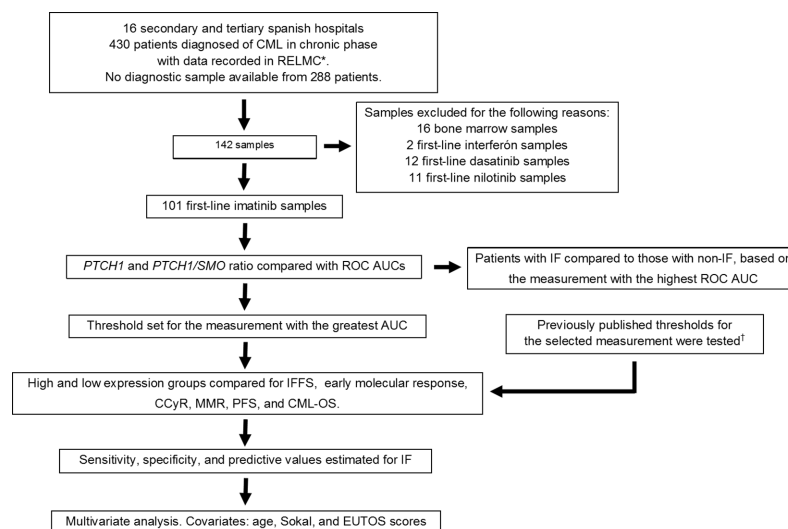 16 secondary and tertiary spanish hospitals
430 patients diagnosed of CML in chronic phase
with data recorded in RELMC*.
No diagnostic sample available from 288 patients.
Samples excluded for the following reasons:
16 bone marrow samples
2 first-line interferón samples
12 first-line dasatinib samples
11 first-line nilotinib samples
142 samples
101 first-line imatinib samples
PTCH1 and PTCH1/SMO ratio compared with ROC AUCs
Patients with IF compared to those with non-IF, based on
the measurement with the highest ROC AUC
Threshold set for the measurement with the greatest AUC
Previously published thresholds for
the selected measurement were tested†
High and low expression groups compared for IFFS, early molecular response,
CCyR, MMR, PFS, and CML-OS.
Sensitivity, specificity, and predictive values estimated for IF
Multivariate analysis. Covariates: age, Sokal, and EUTOS scores